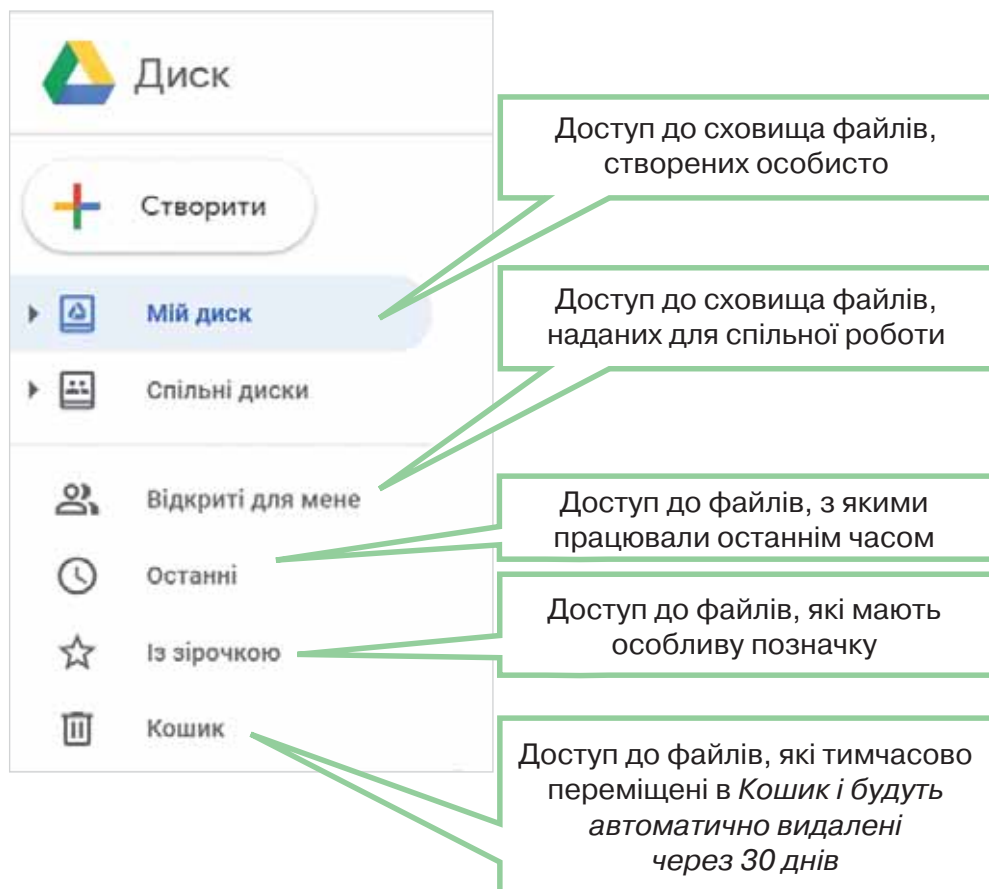 Диск
Створити
Мій диск
Спільні диски
Відкриті для мене
Останні
Із зірочкою
Кошик
Доступ до сховища файлів,
створених особисто
Доступ до сховища файлів,
наданих для спільної роботи
Доступ до файлів, з якими
працювали останнім часом
Доступ до файлів, які мають
особливу позначку
Доступ до файлів, які тимчасово
переміщені в Кошик і будуть
автоматично видалені
через 30 днів